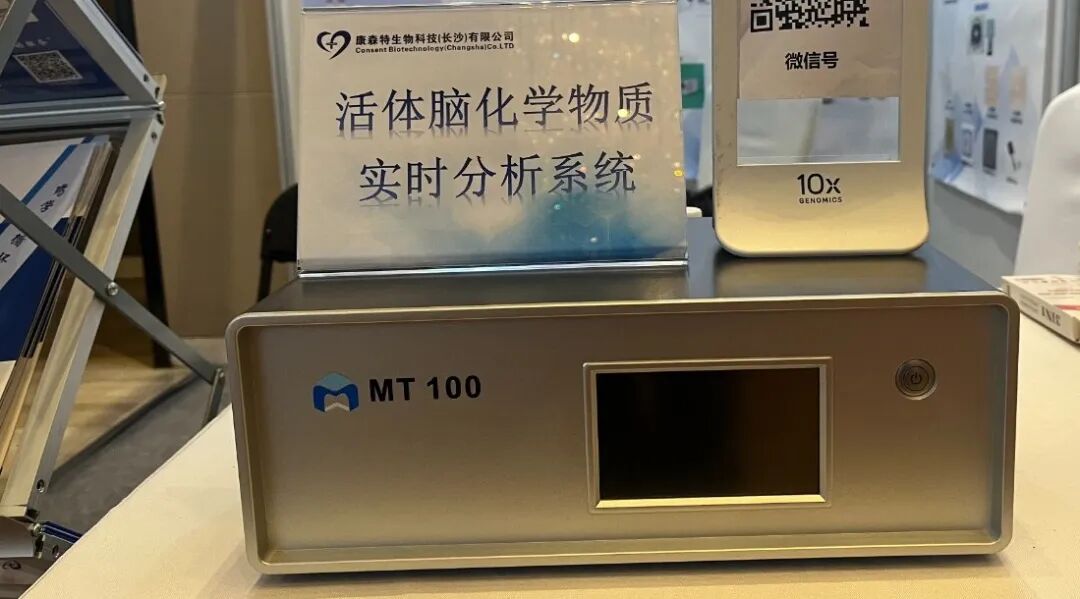 康森特生物科技(长沙)有限公司
Consent Biotechnology(Changsha)Co.LTD
活体脑化学物质
实时分析系统
微信号
10x
GENOMICS
MT 100